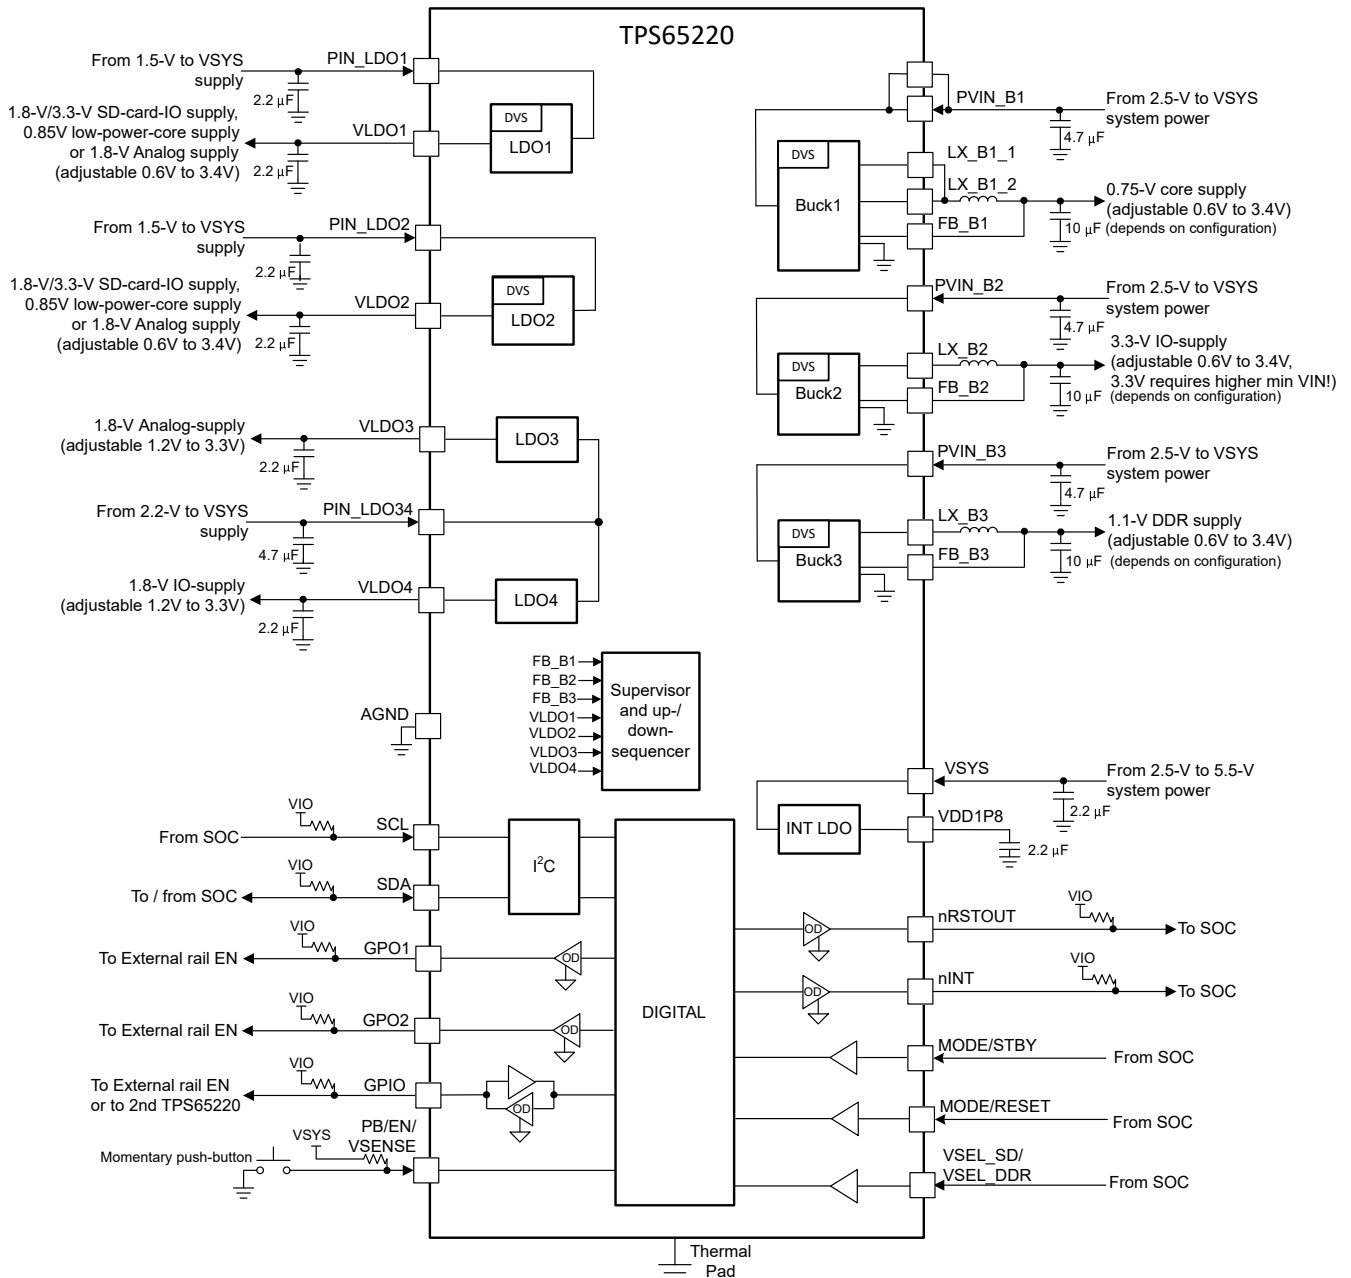 TPS65220
From 1.5-V to VSYS
supply
PIN_LDO1
2.2 µF
1.8-V/3.3-V SD-card-IO supply,
0.85V low-power-core supply
or 1.8-V Analog supply
(adjustable 0.6V to 3.4V)
VLDO1
2.2 µF
DVS
LDO1
From 1.5-V to VSYS
supply
PIN_LDO2
2.2 µF
1.8-V/3.3-V SD-card-IO supply,
0.85V low-power-core supply
or 1.8-V Analog supply
(adjustable 0.6V to 3.4V)
VLDO2
2.2 µF
DVS
LDO2
1.8-V Analog-supply
(adjustable 1.2V to 3.3V)
VLDO3
2.2 µF
LDO3
From 2.2-V to VSYS
supply
PIN_LDO34
4.7 µF
1.8-V IO-supply
(adjustable 1.2V to 3.3V)
VLDO4
2.2 µF
LDO4
PVIN_B1
From 2.5-V to VSYS
system power
4.7 µF
DVS
Buck1
LX_B1_1
LX_B1_2
FB_B1
0.75-V core supply
(adjustable 0.6V to 3.4V)
10 µF (depends on configuration)
PVIN_B2
From 2.5-V to VSYS
system power
4.7 µF
DVS
Buck2
LX_B2
FB_B2
3.3-V IO-supply
(adjustable 0.6V to 3.4V,
3.3V requires higher min VIN!)
10 µF (depends on configuration)
PVIN_B3
From 2.5-V to VSYS
system power
4.7 µF
DVS
Buck3
LX_B3
FB_B3
1.1-V DDR supply
(adjustable 0.6V to 3.4V)
10 µF (depends on configuration)
FB_B1
FB_B2
FB_B3
VLDO1
VLDO2
VLDO3
VLDO4
Supervisor
and up-/
down-
sequencer
AGND
VSYS
From 2.5-V to 5.5-V
system power
2.2 µF
INT LDO
VDD1P8
2.2 µF
From SOC
VIO
SCL
To / from SOC
VIO
SDA
I²C
To External rail EN
VIO
GPO1
OD
To External rail EN
VIO
GPO2
OD
To External rail EN
or to 2nd TPS65220
VIO
GPIO
OD
Momentary push-button
VSYS
PB/EN/
VSENSE
DIGITAL
OD
nRSTOUT
VIO
To SOC
OD
nINT
VIO
To SOC
MODE/STBY
From SOC
MODE/RESET
From SOC
VSEL_SD/
VSEL_DDR
From SOC
Thermal
Pad